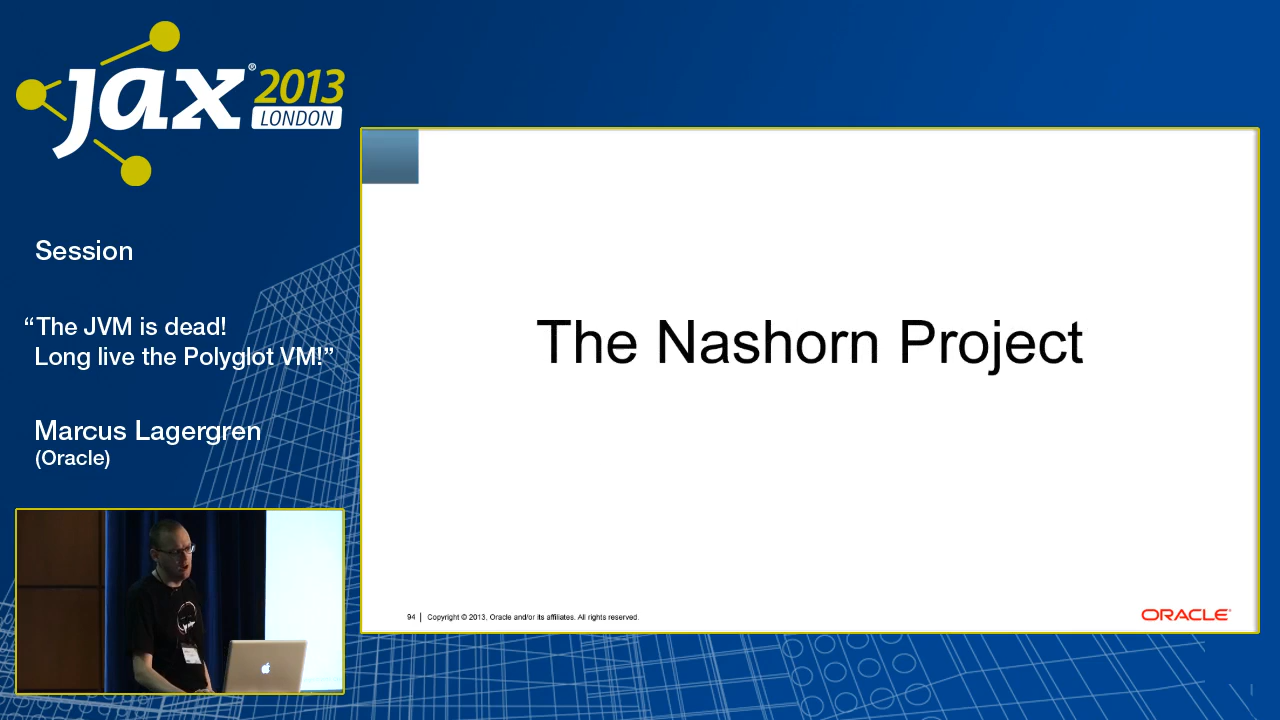 jax® 2013
LONDON
Session
“The JVM is dead!
Long live the Polyglot VM!”
Marcus Lagergren
(Oracle)
The Nashorn Project
94 | Copyright © 2013, Oracle and/or its affiliates. All rights reserved.
ORACLE®